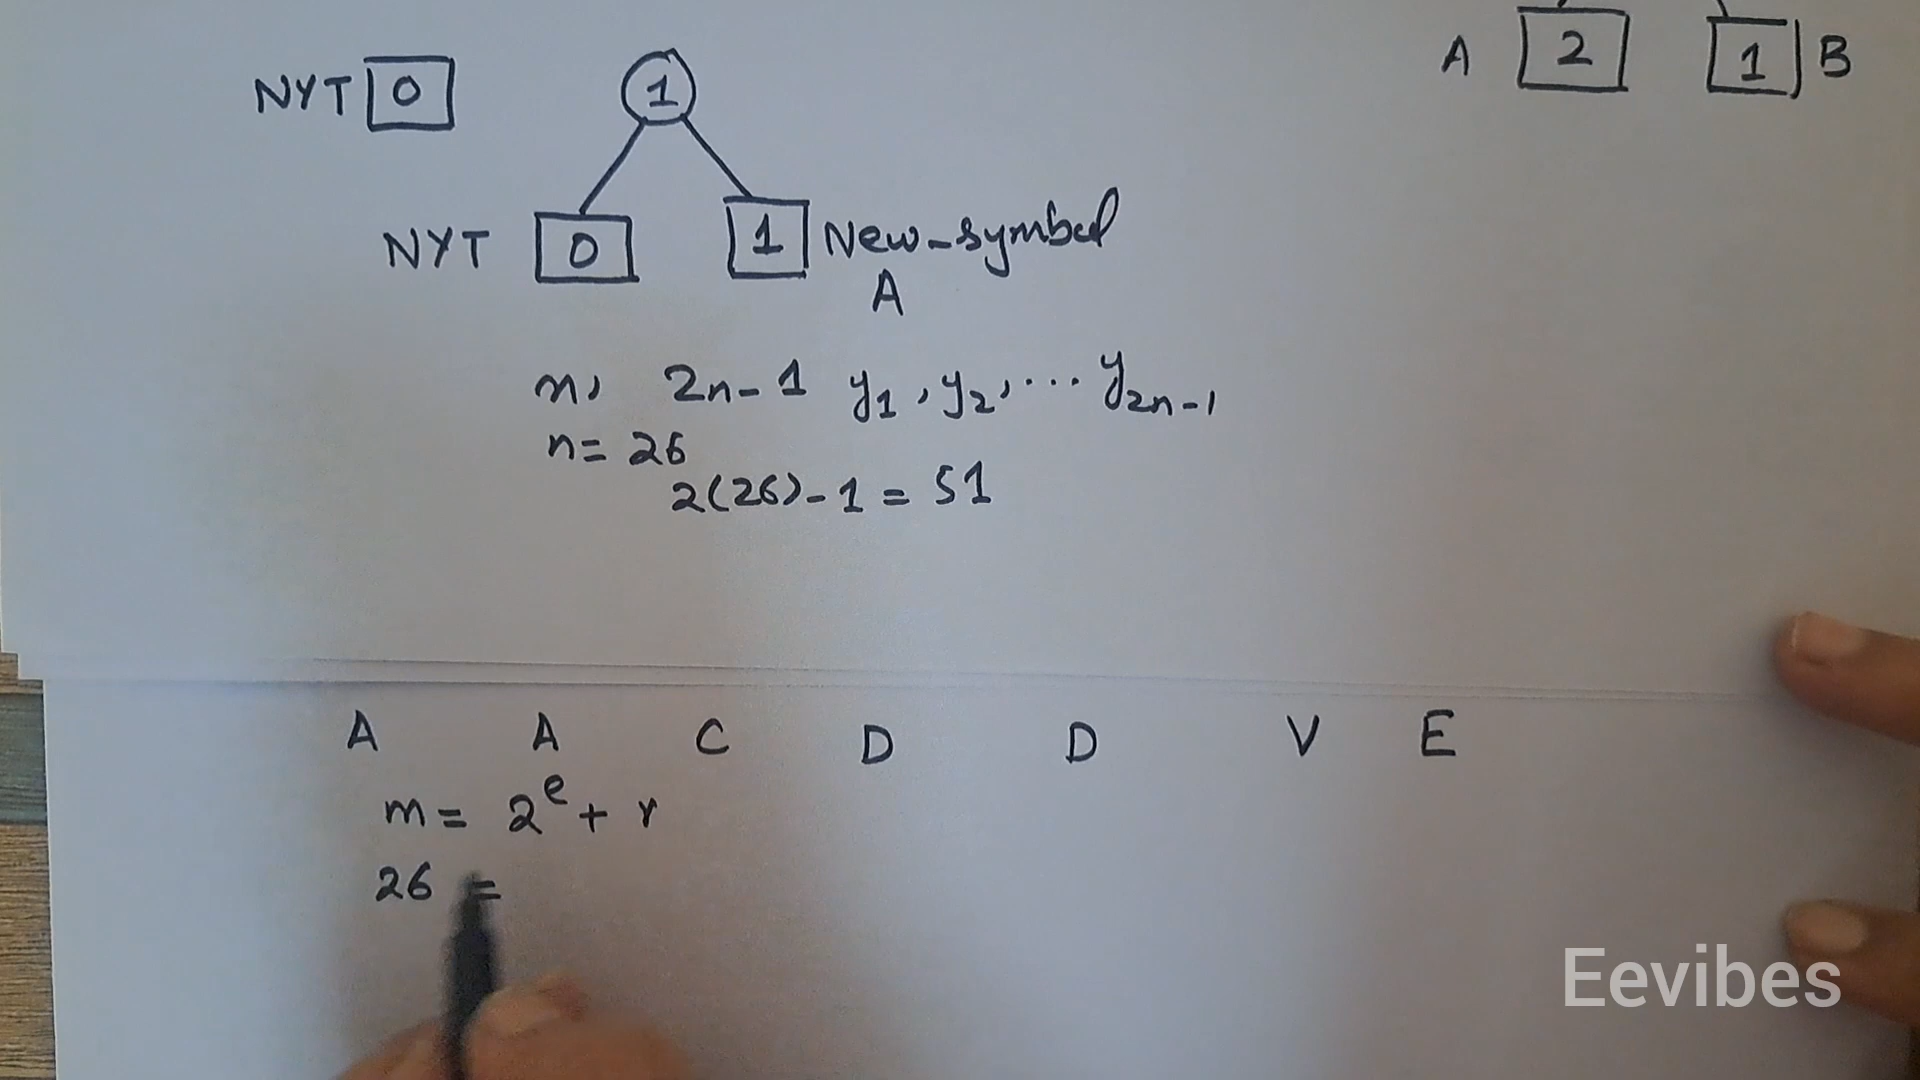 A 2 1 B
NYT 0 1
NYT 0 1 New-symbol
A
n, 2n-1 y1, y2, ... y2n-1
n= 26
2(26)-1 = 51
A A C D D V E
m= 2^e + r
26 =
Eevibes